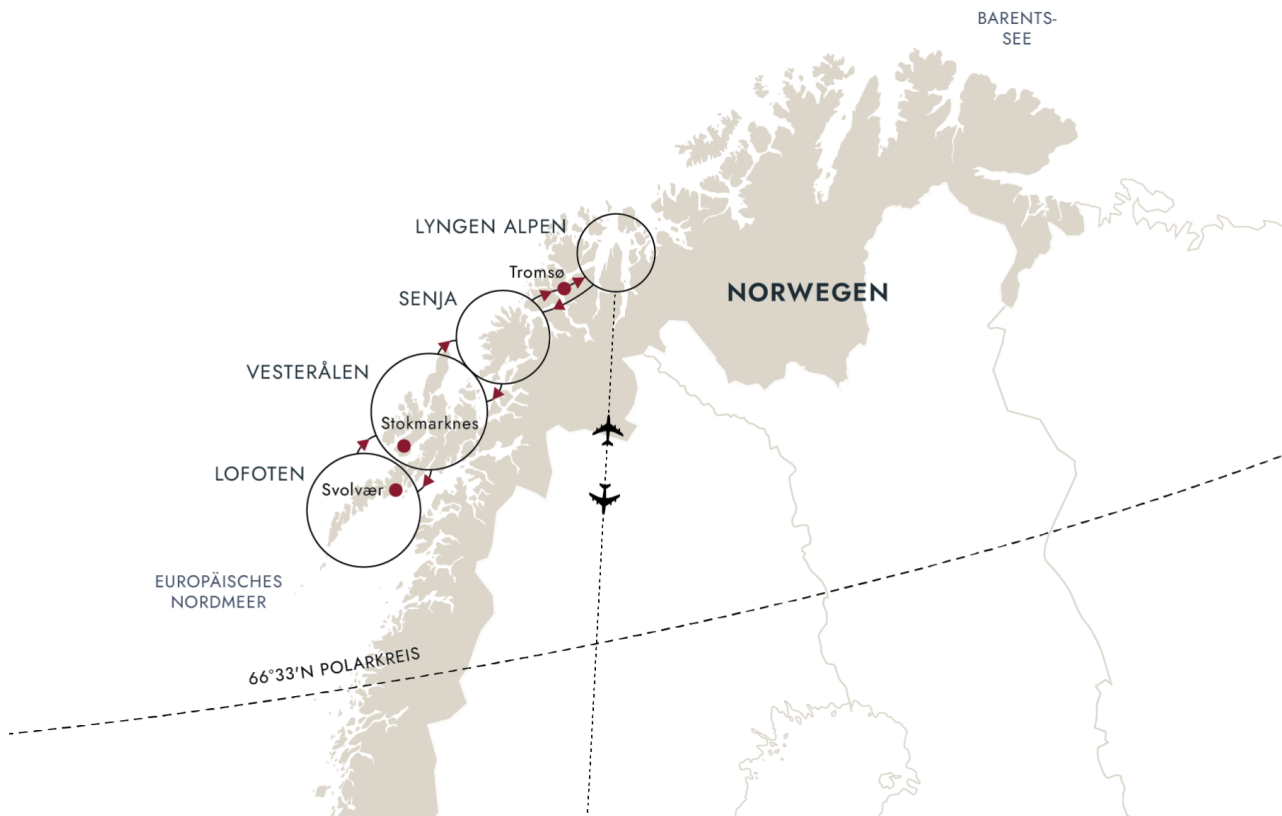 BARENTS-
SEE
LYNGEN ALPEN
Tromsø
NORWEGEN
SENJA
VESTERÅLEN
Stokmarknes
LOFOTEN
Svolvær
EUROPÄISCHES
NORDMEER
66°33'N POLARKREIS